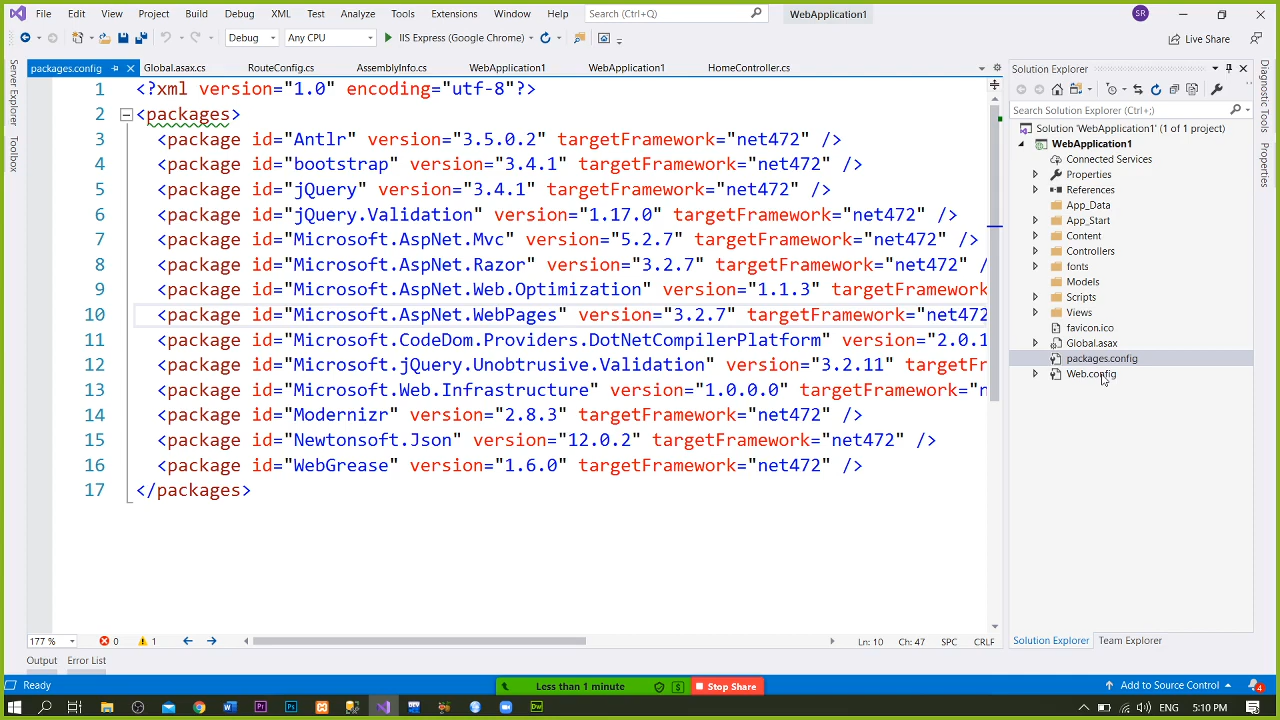 File Edit View Project Build Debug XML Test Analyze Tools Extensions Window Help Search (Ctrl+Q) WebApplication1 SR
Debug Any CPU IIS Express (Google Chrome) Live Share
packages.config Global.asax.cs RouteConfig.cs AssemblyInfo.cs WebApplication1 WebApplication1 HomeController.cs
Server Explorer
Toolbox
1 <?xml version="1.0" encoding="utf-8"?>
2 <packages>
3 <package id="Antlr" version="3.5.0.2" targetFramework="net472" />
4 <package id="bootstrap" version="3.4.1" targetFramework="net472" />
5 <package id="jQuery" version="3.4.1" targetFramework="net472" />
6 <package id="jQuery.Validation" version="1.17.0" targetFramework="net472" />
7 <package id="Microsoft.AspNet.Mvc" version="5.2.7" targetFramework="net472" />
8 <package id="Microsoft.AspNet.Razor" version="3.2.7" targetFramework="net472" /
9 <package id="Microsoft.AspNet.Web.Optimization" version="1.1.3" targetFramework
10 <package id="Microsoft.AspNet.WebPages" version="3.2.7" targetFramework="net472
11 <package id="Microsoft.CodeDom.Providers.DotNetCompilerPlatform" version="2.0.1
12 <package id="Microsoft.jQuery.Unobtrusive.Validation" version="3.2.11" targetFr
13 <package id="Microsoft.Web.Infrastructure" version="1.0.0.0" targetFramework="n
14 <package id="Modernizr" version="2.8.3" targetFramework="net472" />
15 <package id="Newtonsoft.Json" version="12.0.2" targetFramework="net472" />
16 <package id="WebGrease" version="1.6.0" targetFramework="net472" />
17 </packages>
177 % 0 1 Ln: 10 Ch: 47 SPC CRLF
Solution Explorer
Search Solution Explorer (Ctrl+;)
Solution 'WebApplication1' (1 of 1 project)
WebApplication1
Connected Services
Properties
References
App_Data
App_Start
Content
Controllers
fonts
Models
Scripts
Views
favicon.ico
Global.asax
packages.config
Web.config
Solution Explorer Team Explorer
Diagnostic Tools
Properties
Output Error List
Ready Less than 1 minute $ Stop Share Add to Source Control 4
ENG 5:10 PM